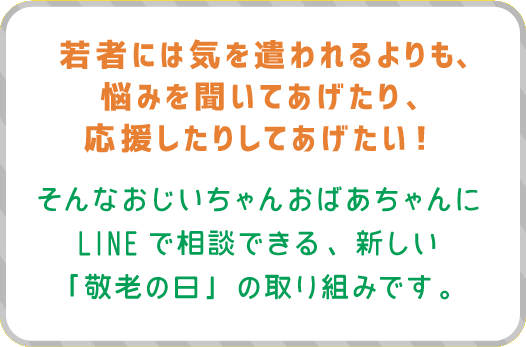 若者には気を遣われるよりも、
悩みを聞いてあげたり、
応援したりしてあげたい！
そんなおじいちゃんおばあちゃんに
LINEで相談できる、新しい
「敬老の日」の取り組みです。